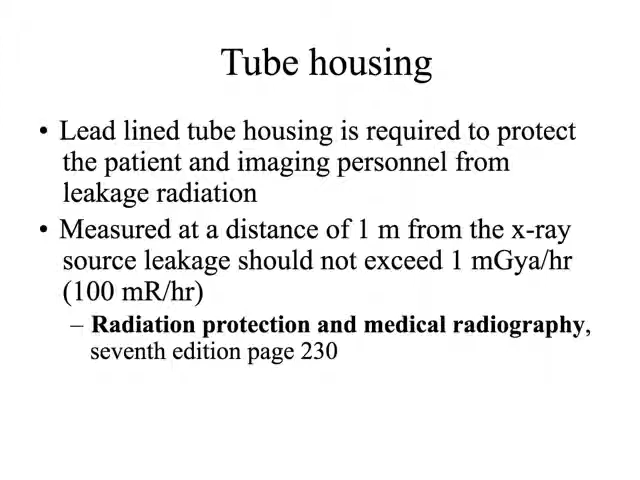 Tube housing
• Lead lined tube housing is required to protect
the patient and imaging personnel from
leakage radiation
• Measured at a distance of 1 m from the x-ray
source leakage should not exceed 1 mGya/hr
(100 mR/hr)
– Radiation protection and medical radiography,
seventh edition page 230